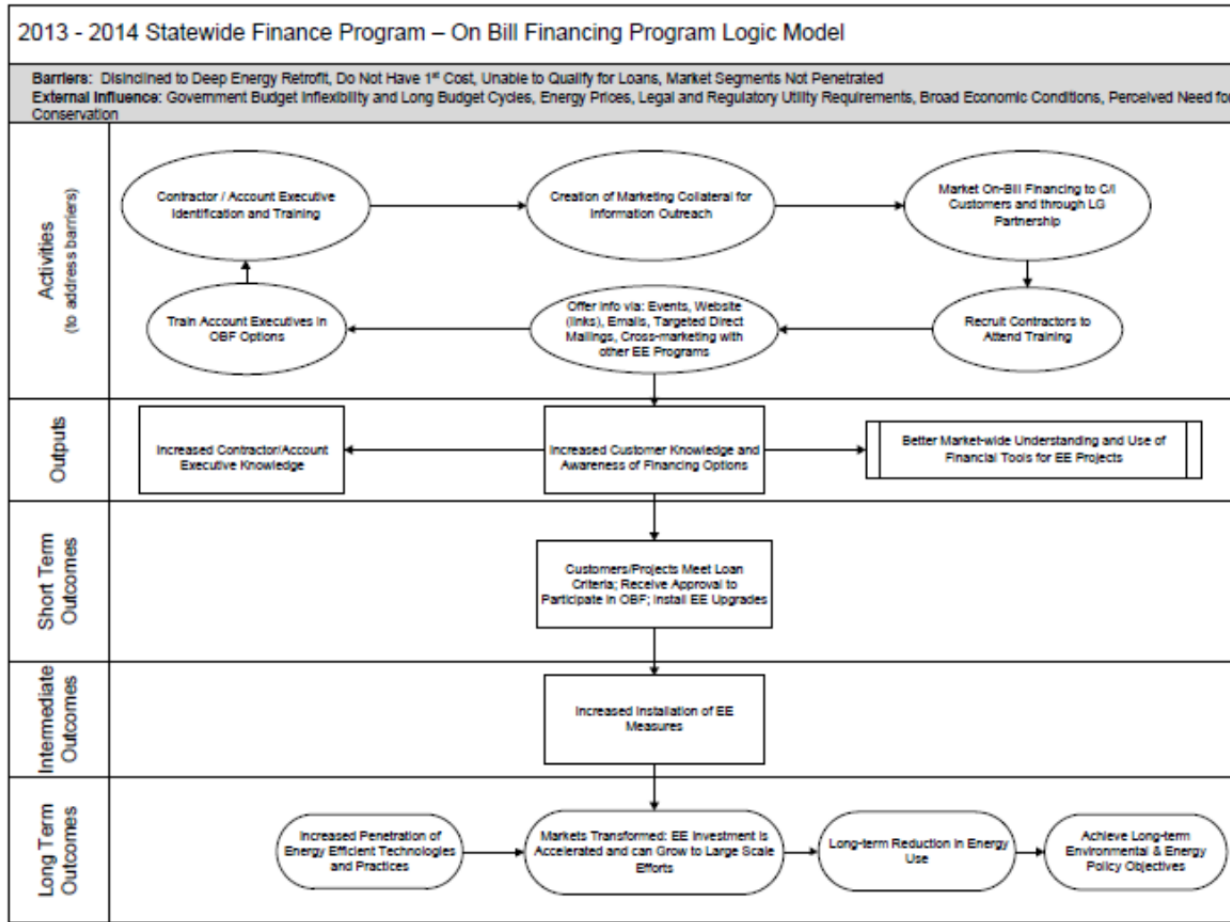 2013 - 2014 Statewide Finance Program – On Bill Financing Program Logic Model
Barriers: Disinclined to Deep Energy Retrofit, Do Not Have 1st Cost, Unable to Qualify for Loans, Market Segments Not Penetrated
External Influence: Government Budget Inflexibility and Long Budget Cycles, Energy Prices, Legal and Regulatory Utility Requirements, Broad Economic Conditions, Perceived Need for
Conservation
Activities
(to address barriers)
Contractor / Account Executive
Identification and Training
Creation of Marketing Collateral for
Information Outreach
Market On-Bill Financing to C/I
Customers and through LG
Partnership
Train Account Executives in
OBF Options
Offer Info via: Events, Website
(links), Emails, Targeted Direct
Mailings, Cross-marketing with
other EE Programs
Recruit Contractors to
Attend Training
Outputs
Increased Contractor/Account
Executive Knowledge
Increased Customer Knowledge and
Awareness of Financing Options
Better Market-wide Understanding and Use of
Financial Tools for EE Projects
Short Term
Outcomes
Customers/Projects Meet Loan
Criteria; Receive Approval to
Participate in OBF; Install EE Upgrades
Intermediate
Outcomes
Increased Installation of EE
Measures
Long Term
Outcomes
Increased Penetration of
Energy Efficient Technologies
and Practices
Markets Transformed: EE Investment is
Accelerated and can Grow to Large Scale
Efforts
Long-term Reduction in Energy
Use
Achieve Long-term
Environmental & Energy
Policy Objectives